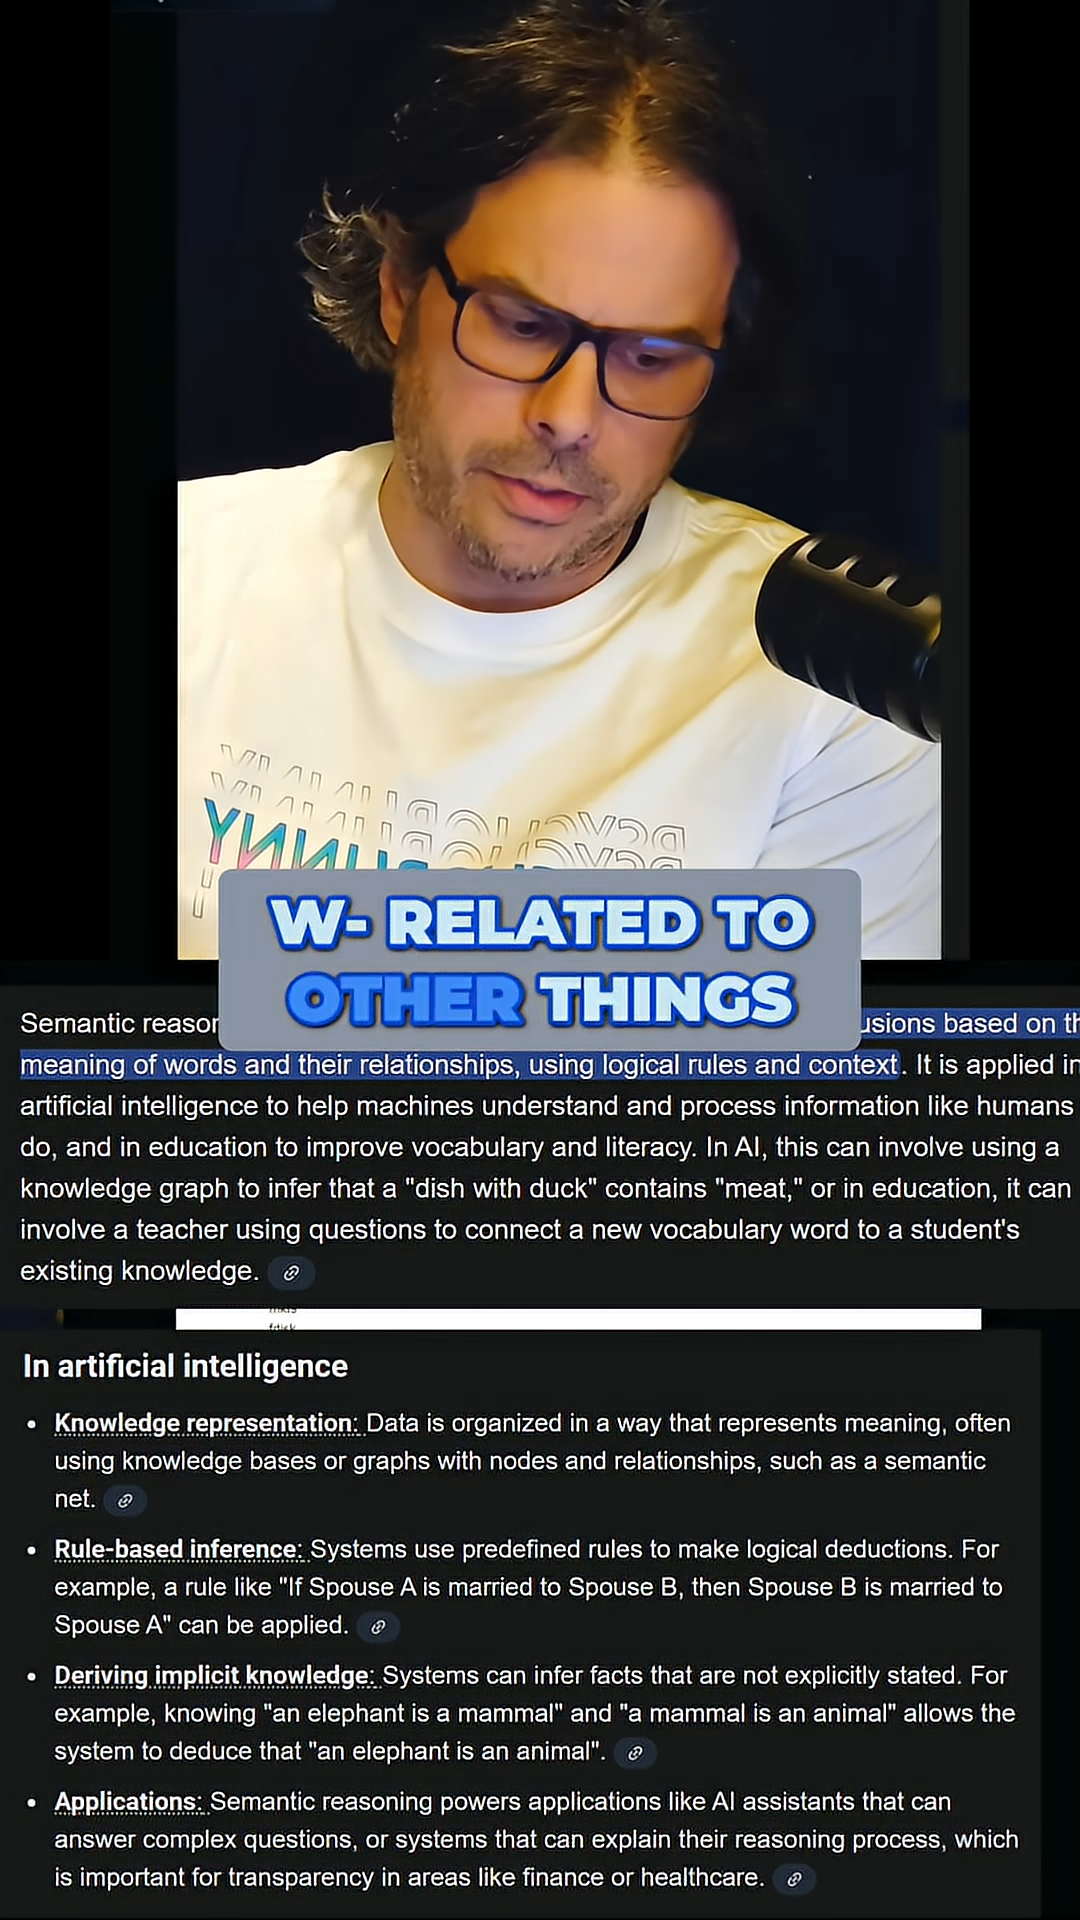 YNNUR
W- RELATED TO
OTHER THINGS
Semantic reasor
usions based on th
meaning of words and their relationships, using logical rules and context. It is applied in
artificial intelligence to help machines understand and process information like humans
do, and in education to improve vocabulary and literacy. In AI, this can involve using a
knowledge graph to infer that a "dish with duck" contains "meat," or in education, it can
involve a teacher using questions to connect a new vocabulary word to a student's
existing knowledge.
fdisk
In artificial intelligence
• Knowledge representation: Data is organized in a way that represents meaning, often
using knowledge bases or graphs with nodes and relationships, such as a semantic
net.
• Rule-based inference: Systems use predefined rules to make logical deductions. For
example, a rule like "If Spouse A is married to Spouse B, then Spouse B is married to
Spouse A" can be applied.
• Deriving implicit knowledge: Systems can infer facts that are not explicitly stated. For
example, knowing "an elephant is a mammal" and "a mammal is an animal" allows the
system to deduce that "an elephant is an animal".
• Applications: Semantic reasoning powers applications like AI assistants that can
answer complex questions, or systems that can explain their reasoning process, which
is important for transparency in areas like finance or healthcare.